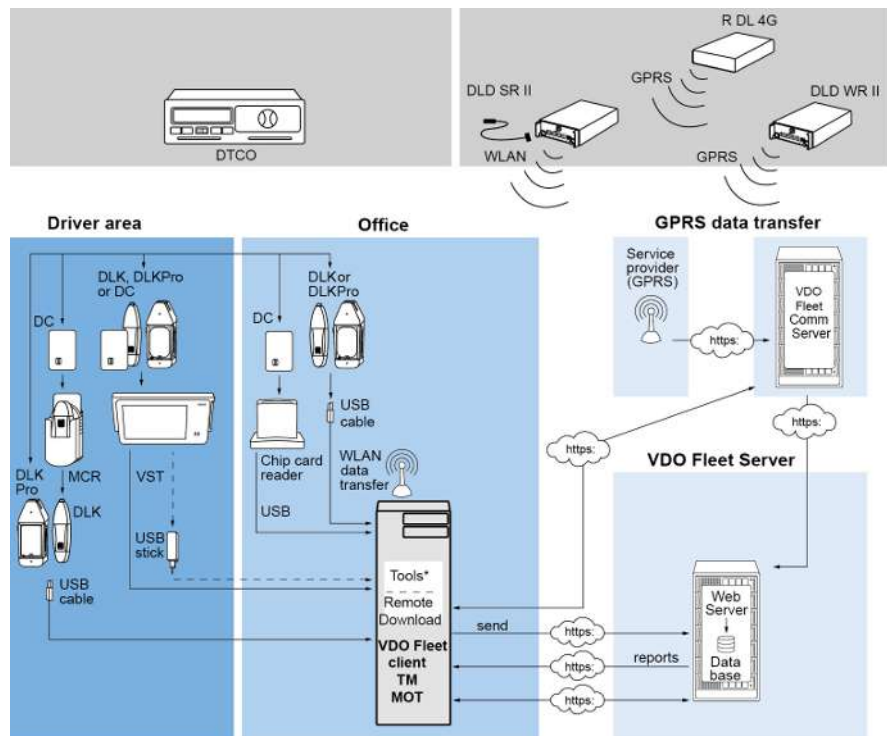 R DL 4G
GPRS
DLD SR II
DLD WR II
WLAN
GPRS
DTCO
Driver area
Office
GPRS data transfer
DLK, DLKPro
or DC
DC
DLK or
DLKPro
DC
Service
provider
(GPRS)
https:
VDO
Fleet
Comm
Server
USB
cable
Chip card
reader
WLAN
data
transfer
https:
https:
VDO Fleet Server
DLK
Pro
MCR
DLK
VST
USB
USB
stick
USB
cable
Tools*
Remote
Download
VDO Fleet
client
TM
MOT
send
https:
reports
https:
https:
Web
Server
Data
base